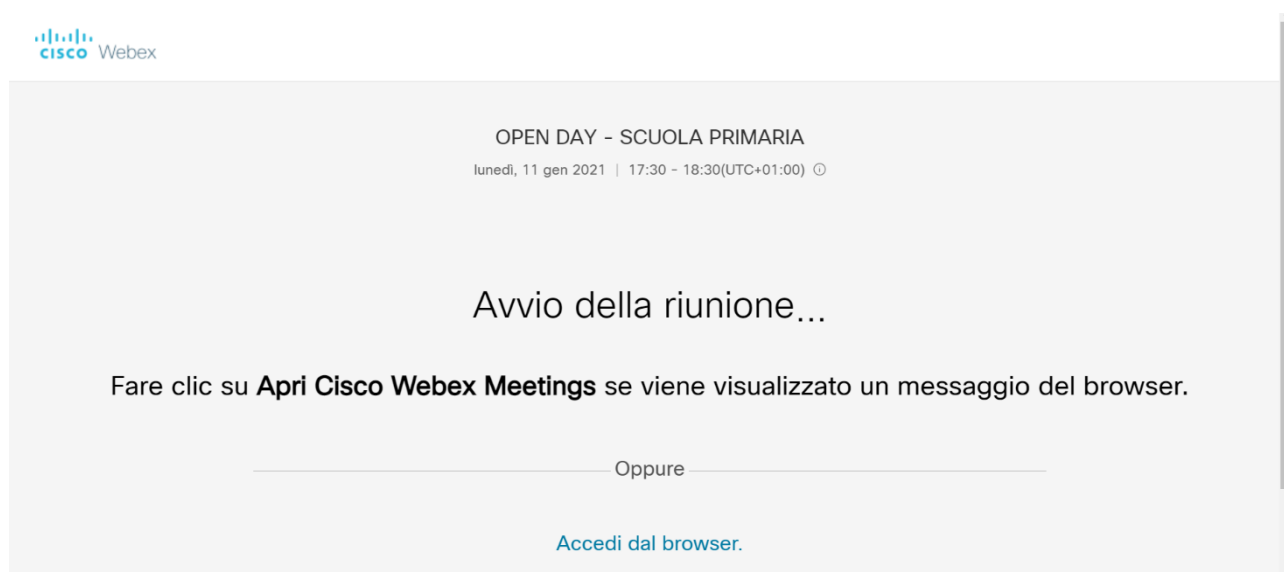 CISCO Webex
OPEN DAY - SCUOLA PRIMARIA
lunedì, 11 gen 2021 | 17:30 - 18:30(UTC+01:00)
Avvio della riunione...
Fare clic su Apri Cisco Webex Meetings se viene visualizzato un messaggio del browser.
Oppure
Accedi dal browser.